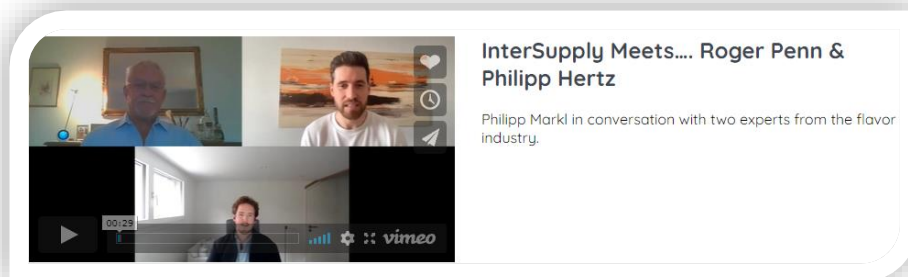 InterSupply Meets.... Roger Penn &
Philipp Hertz
Philipp Markl in conversation with two experts from the flavor
industry.
00:29
vimeo